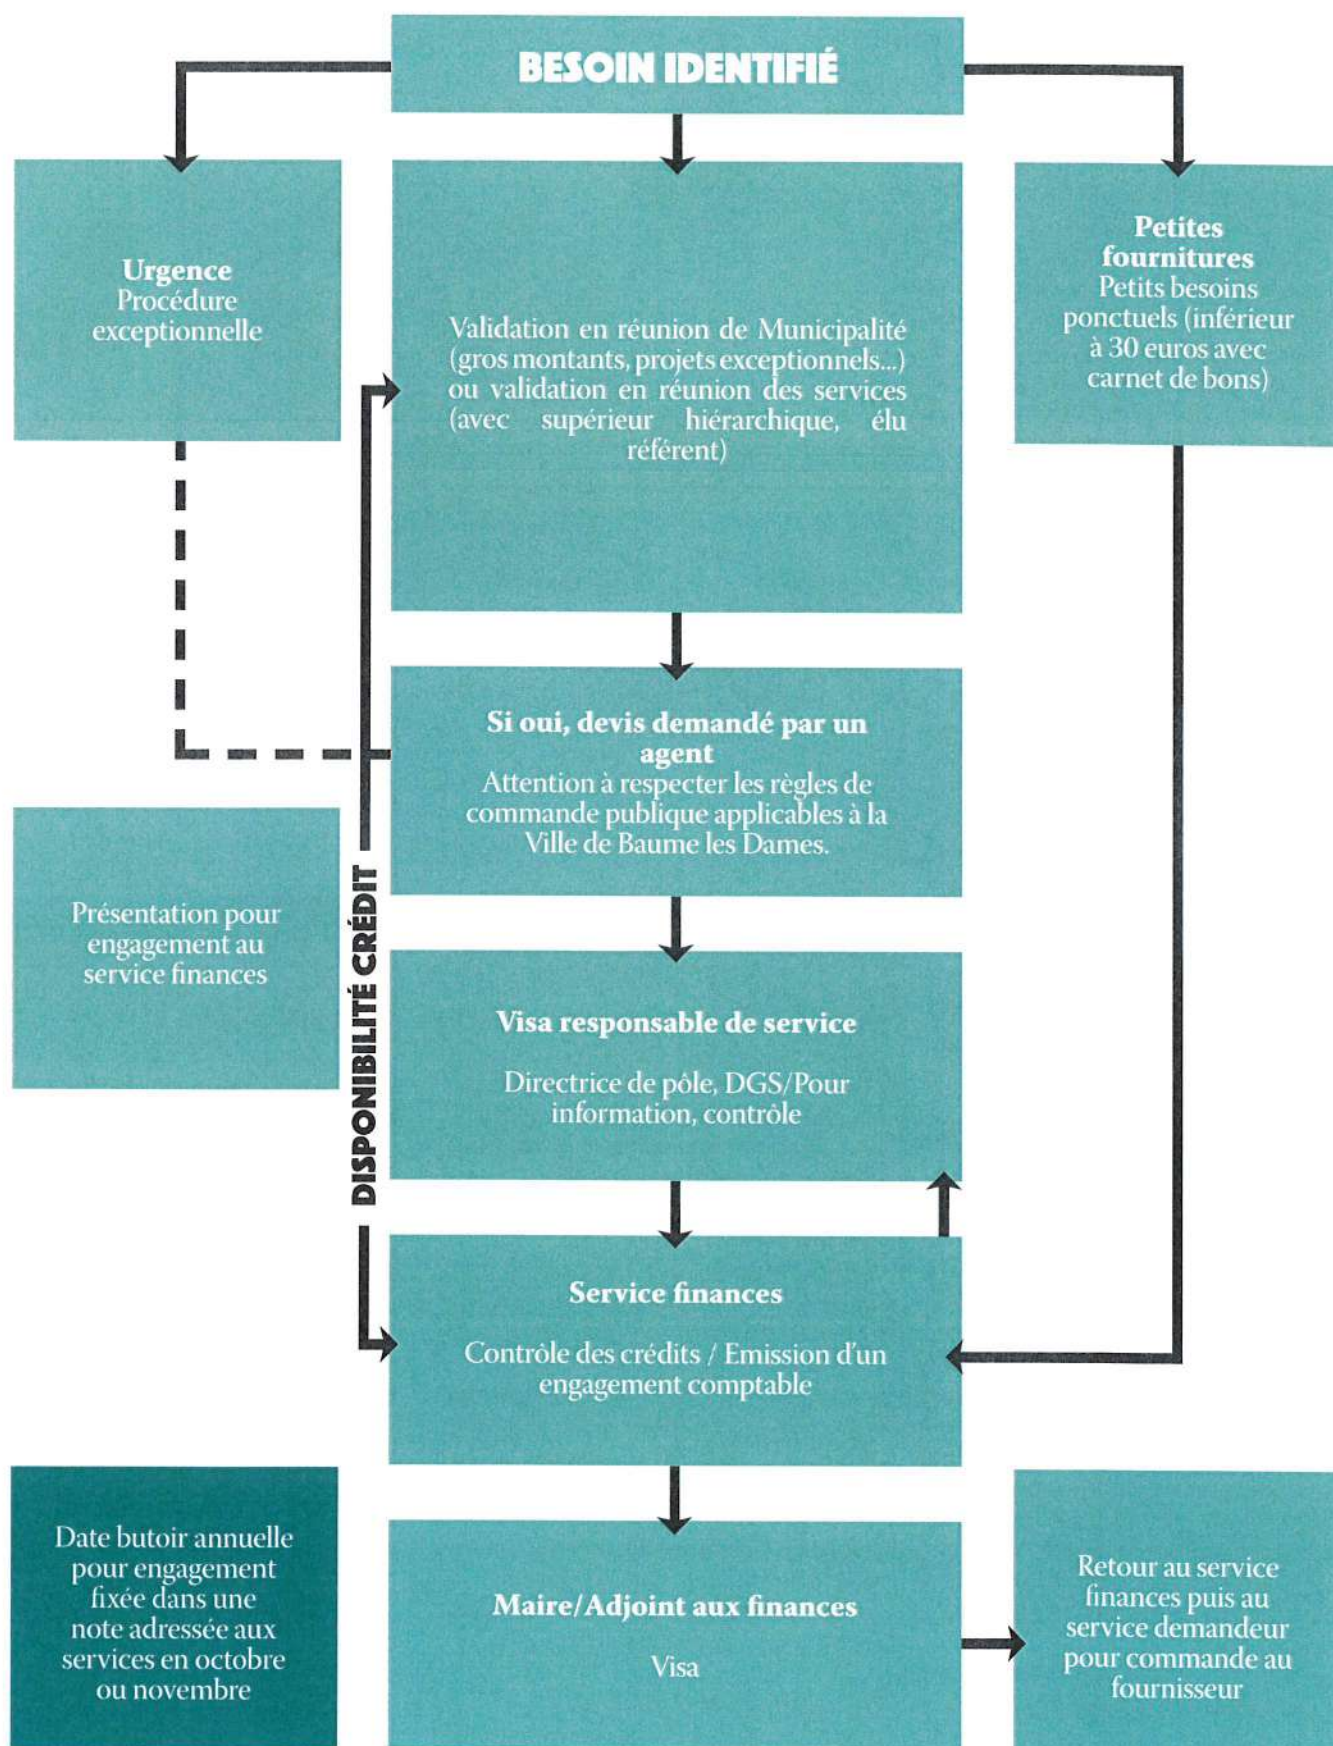 BESOIN IDENTIFIÉ
Urgence
Procédure
exceptionnelle
Validation en réunion de Municipalité
(gros montants, projets exceptionnels...)
ou validation en réunion des services
(avec supérieur hiérarchique, élu
référent)
Petites
fournitures
Petits besoins
ponctuels (inférieur
à 30 euros avec
carnet de bons)
Si oui, devis demandé par un
agent
Attention à respecter les règles de
commande publique applicables à la
Ville de Baume les Dames.
Présentation pour
engagement au
service finances
DISPONIBILITÉ CRÉDIT
Visa responsable de service
Directrice de pôle, DGS/Pour
information, contrôle
Service finances
Contrôle des crédits / Emission d'un
engagement comptable
Date butoir annuelle
pour engagement
fixée dans une
note adressée aux
services en octobre
ou novembre
Maire/Adjoint aux finances
Visa
Retour au service
finances puis au
service demandeur
pour commande au
fournisseur